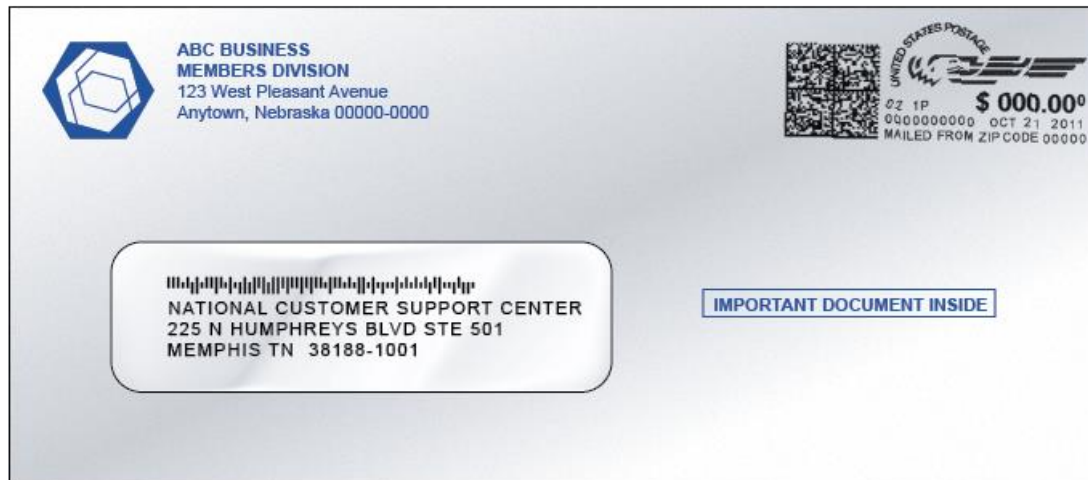 ABC BUSINESS
MEMBERS DIVISION
123 West Pleasant Avenue
Anytown, Nebraska 00000-0000
UNITED STATES POSTAGE
02 1P
$ 000.00⁰
0000000000 OCT 21 2011
MAILED FROM ZIP CODE 00000
NATIONAL CUSTOMER SUPPORT CENTER
225 N HUMPHREYS BLVD STE 501
MEMPHIS TN 38188-1001
IMPORTANT DOCUMENT INSIDE